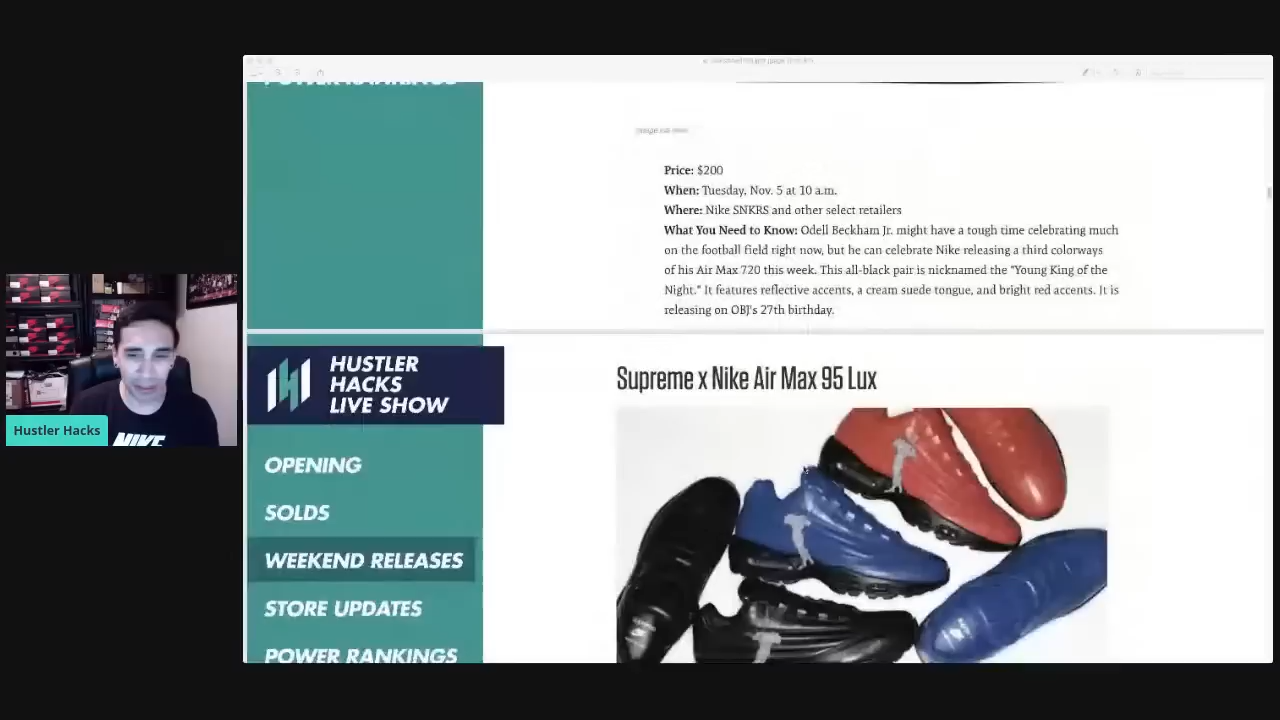 Price: $200
When: Tuesday, Nov. 5 at 10 a.m.
Where: Nike SNKRS and other select retailers
What You Need to Know: Odell Beckham Jr. might have a tough time celebrating much
on the football field right now, but he can celebrate Nike releasing a third colorways
of his Air Max 720 this week. This all-black pair is nicknamed the "Young King of the
Night." It features reflective accents, a cream suede tongue, and bright red accents. It is
releasing on OBJ's 27th birthday.
HUSTLER
HACKS
LIVE SHOW
Supreme x Nike Air Max 95 Lux
OPENING
SOLDS
WEEKEND RELEASES
STORE UPDATES
POWER RANKINGS
Hustler Hacks
NIKE